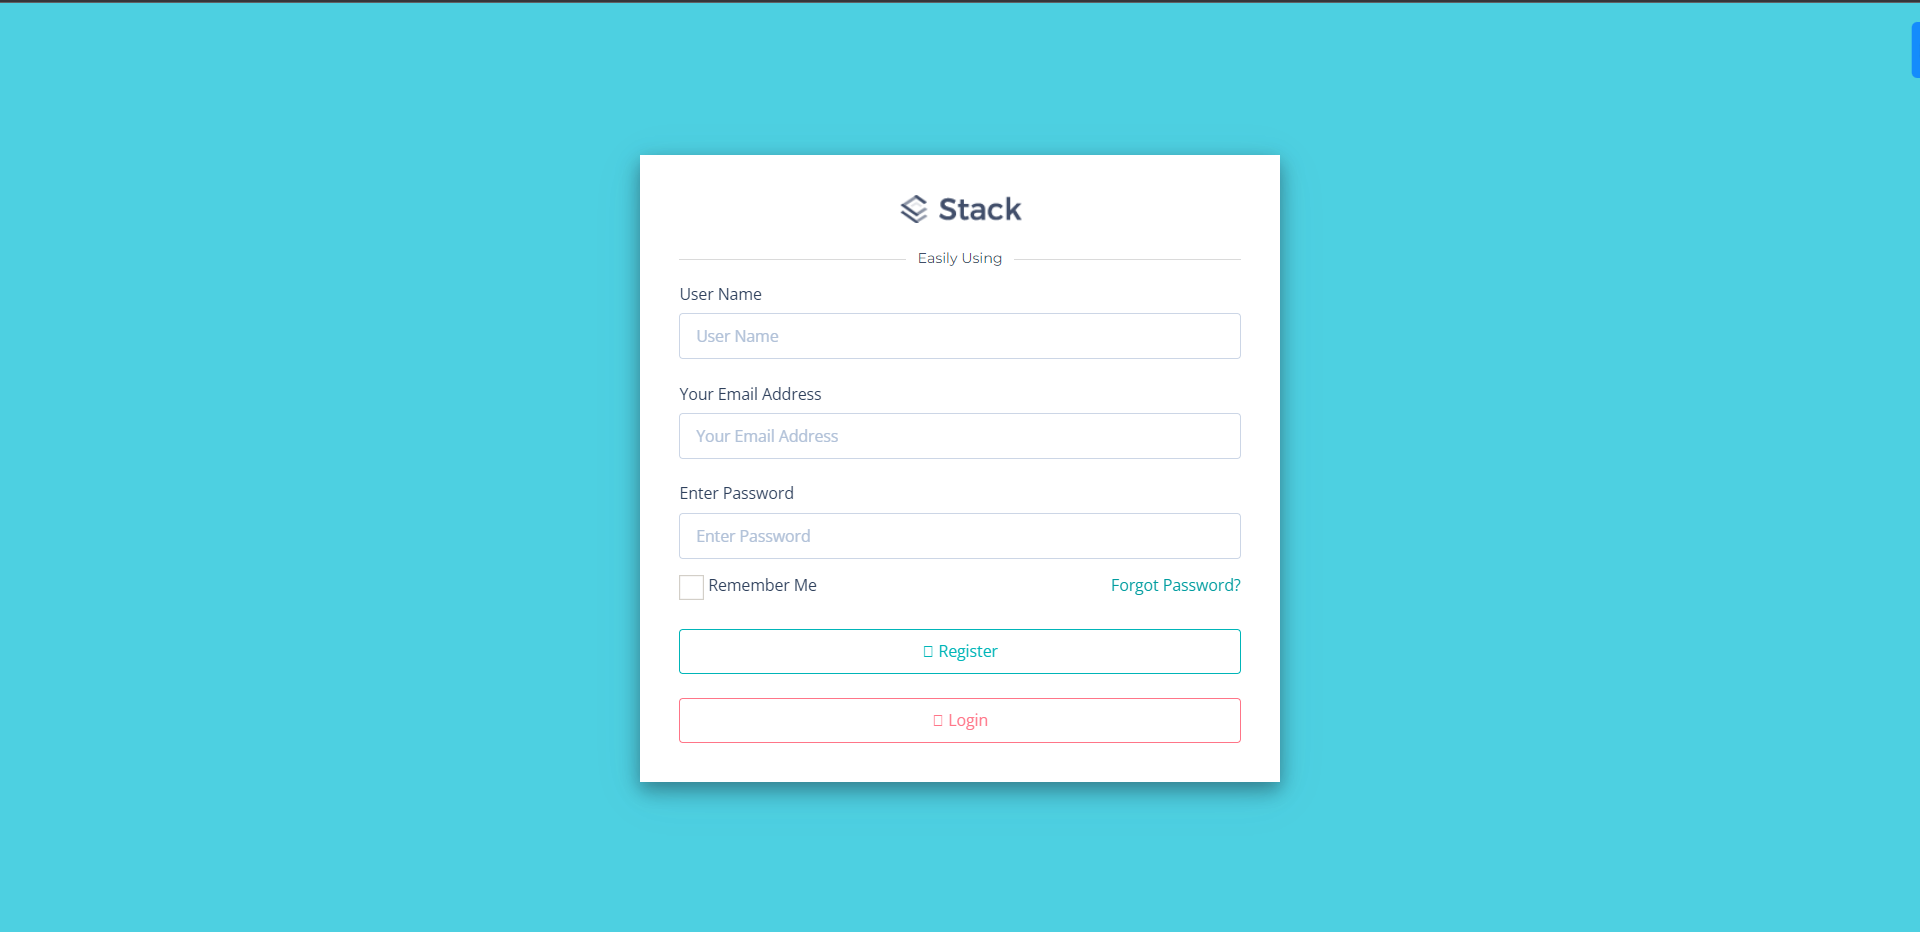 Stack
Easily Using
User Name
User Name
Your Email Address
Your Email Address
Enter Password
Enter Password
Remember Me Forgot Password?
Register
Login